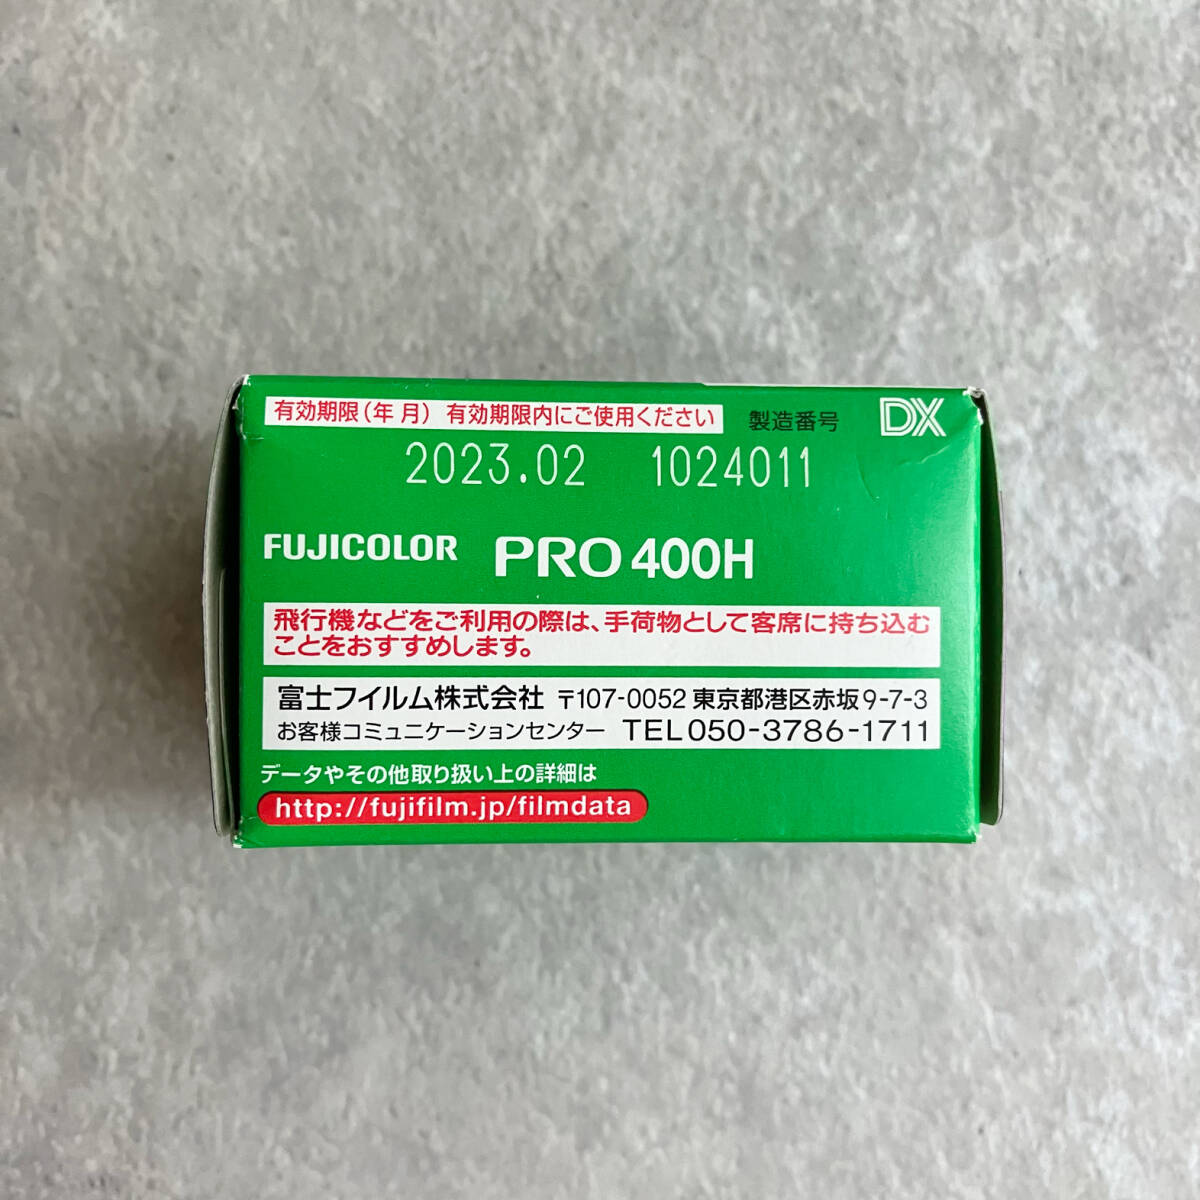 有効期限(年 月) 有効期限内にご使用ください 製造番号 DX
2023.02 1024011
FUJICOLOR PRO 400H
飛行機などをご利用の際は、手荷物として客席に持ち込む
ことをおすすめします。
富士フイルム株式会社 〒107-0052 東京都港区赤坂9-7-3
お客様コミュニケーションセンター TEL 050-3786-1711
データやその他取り扱い上の詳細は
http://fujifilm.jp/filmdata